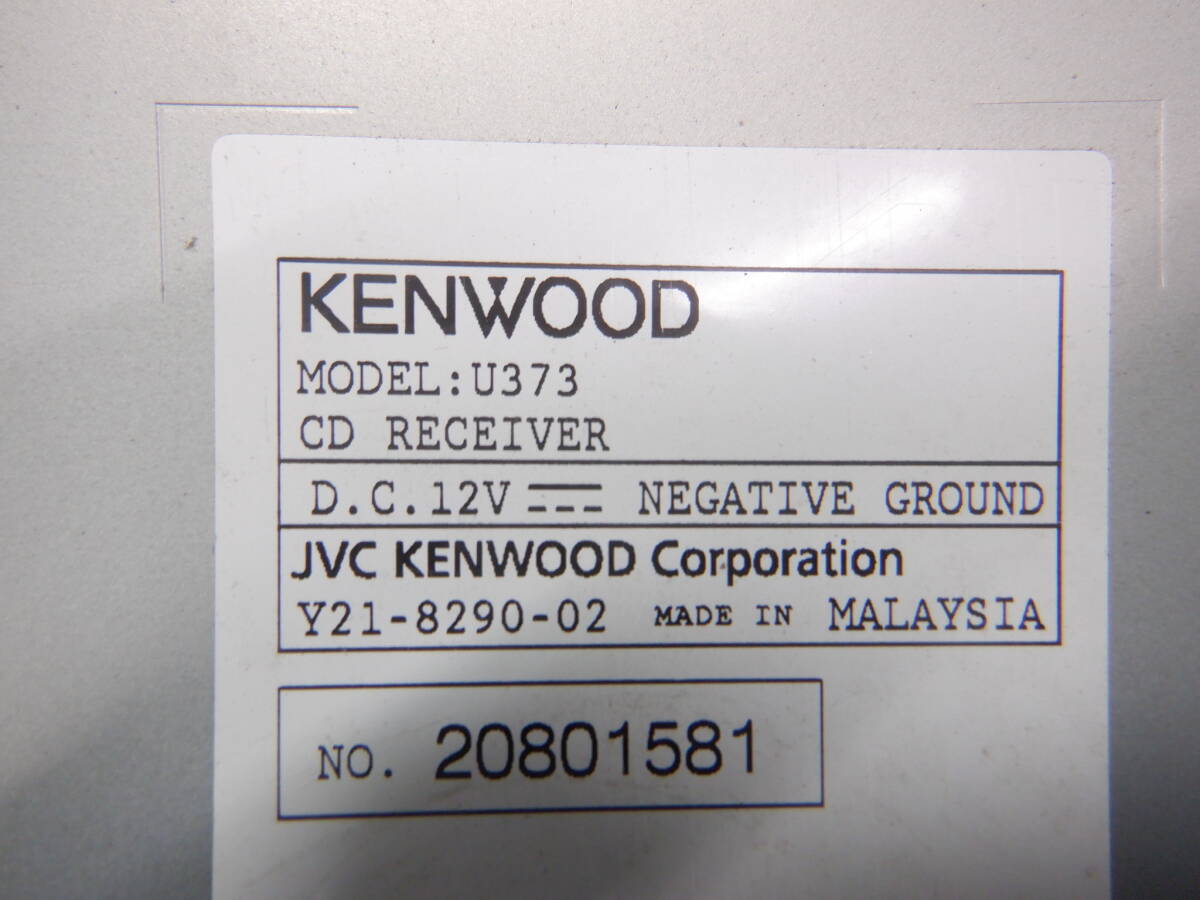 KENWOOD
MODEL:U373
CD RECEIVER
D.C.12V ⎓ NEGATIVE GROUND
JVC KENWOOD Corporation
Y21-8290-02 MADE IN MALAYSIA
NO. 20801581